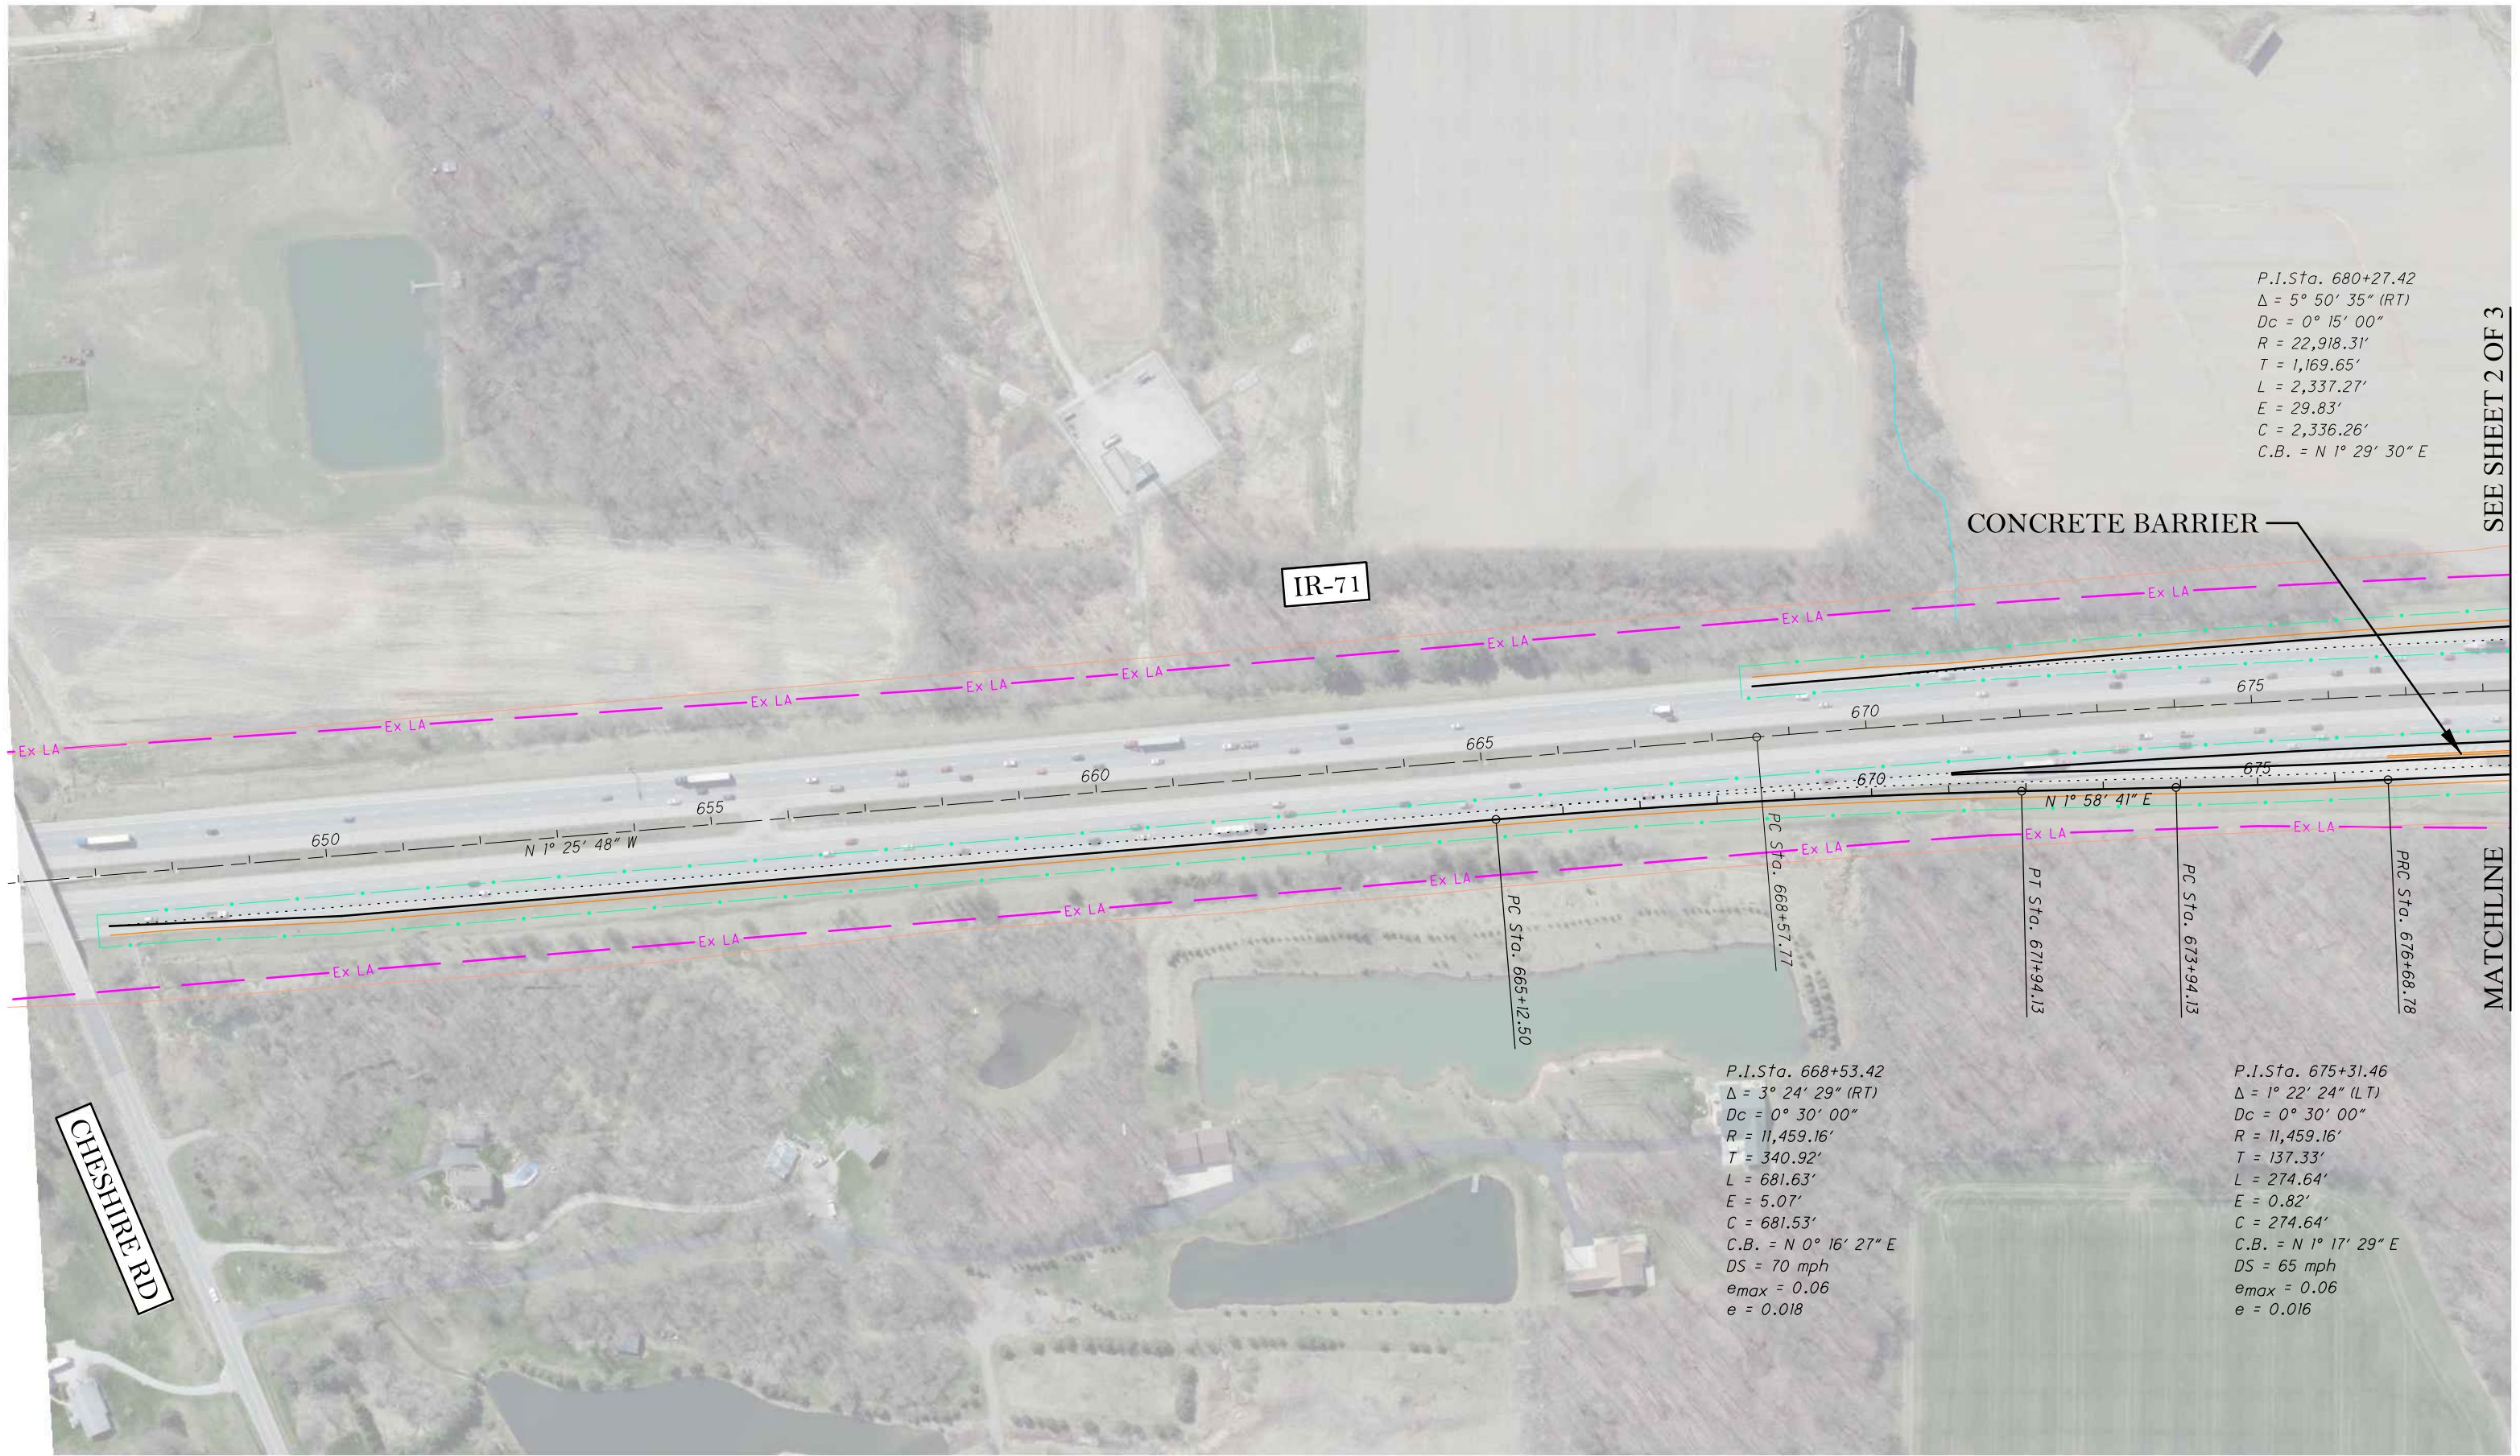 P.I.Sta. 680+27.42
Δ = 5° 50' 35" (RT)
Dc = 0° 15' 00"
R = 22,918.31'
T = 1,169.65'
L = 2,337.27'
E = 29.83'
C = 2,336.26'
C.B. = N 1° 29' 30" E
SEE SHEET 2 OF 3
CONCRETE BARRIER
IR-71
Ex LA
Ex LA
Ex LA
Ex LA
Ex LA
Ex LA
Ex LA
Ex LA
Ex LA
650
655
660
665
670
675
N 1° 25' 48" W
670
675
N 1° 58' 41" E
Ex LA
Ex LA
Ex LA
Ex LA
Ex LA
Ex LA
Ex LA
PC Sta. 665+12.50
PC Sta. 668+57.77
PT Sta. 671+94.13
PC Sta. 673+94.13
PRC Sta. 676+68.78
MATCHLINE
CHESHIRE RD
P.I.Sta. 668+53.42
Δ = 3° 24' 29" (RT)
Dc = 0° 30' 00"
R = 11,459.16'
T = 340.92'
L = 681.63'
E = 5.07'
C = 681.53'
C.B. = N 0° 16' 27" E
DS = 70 mph
emax = 0.06
e = 0.018
P.I.Sta. 675+31.46
Δ = 1° 22' 24" (LT)
Dc = 0° 30' 00"
R = 11,459.16'
T = 137.33'
L = 274.64'
E = 0.82'
C = 274.64'
C.B. = N 1° 17' 29" E
DS = 65 mph
emax = 0.06
e = 0.016